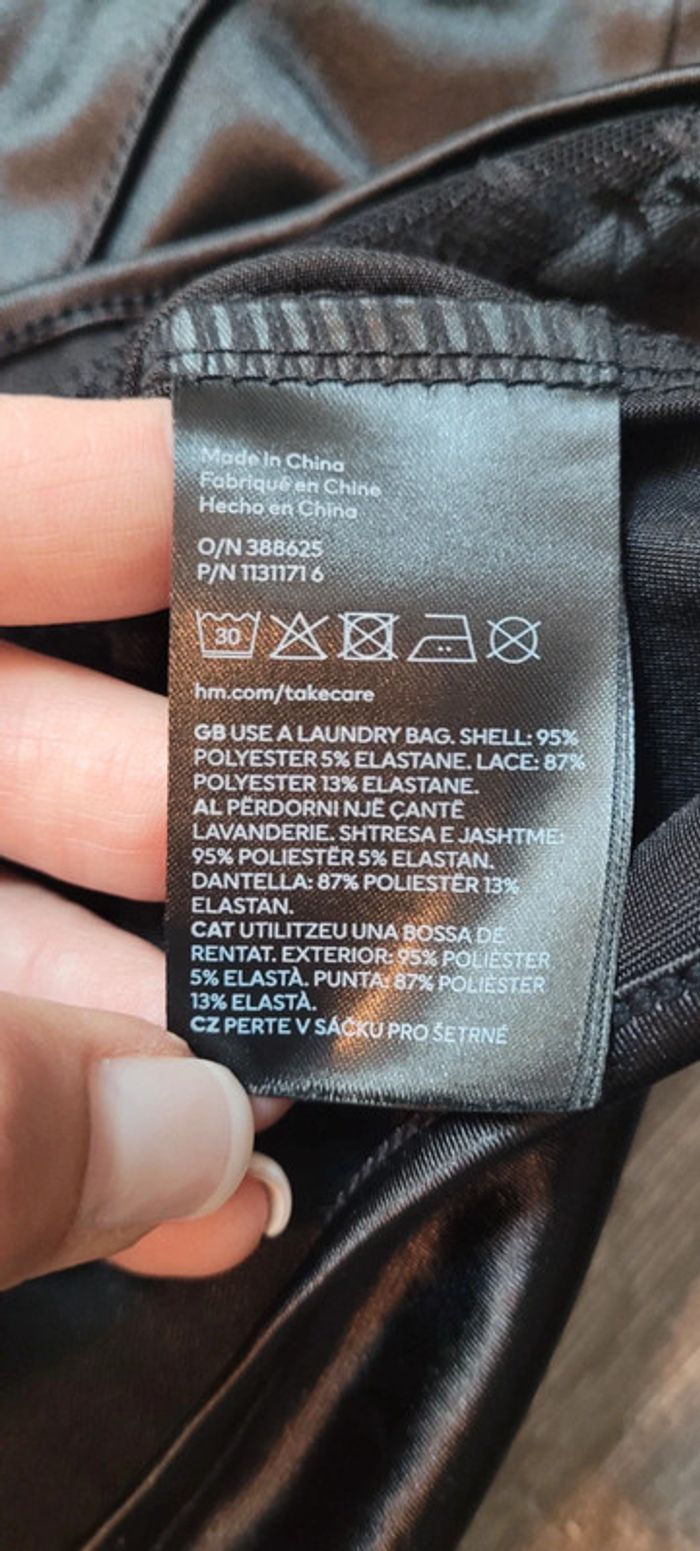 Made In China
Fabriqué en Chine
Hecho en China
O/N 388625
P/N 1131171 6
30
hm.com/takecare
GB USE A LAUNDRY BAG. SHELL: 95%
POLYESTER 5% ELASTANE. LACE: 87%
POLYESTER 13% ELASTANE.
AL PËRDORNI NJË ÇANTË
LAVANDERIE. SHTRESA E JASHTME:
95% POLIESTËR 5% ELASTAN.
DANTELLA: 87% POLIESTËR 13%
ELASTAN.
CAT UTILITZEU UNA BOSSA DE
RENTAT. EXTERIOR: 95% POLIÈSTER
5% ELASTÀ. PUNTA: 87% POLIÈSTER
13% ELASTÀ.
CZ PERTE V SÁČKU PRO ŠETRNÉ